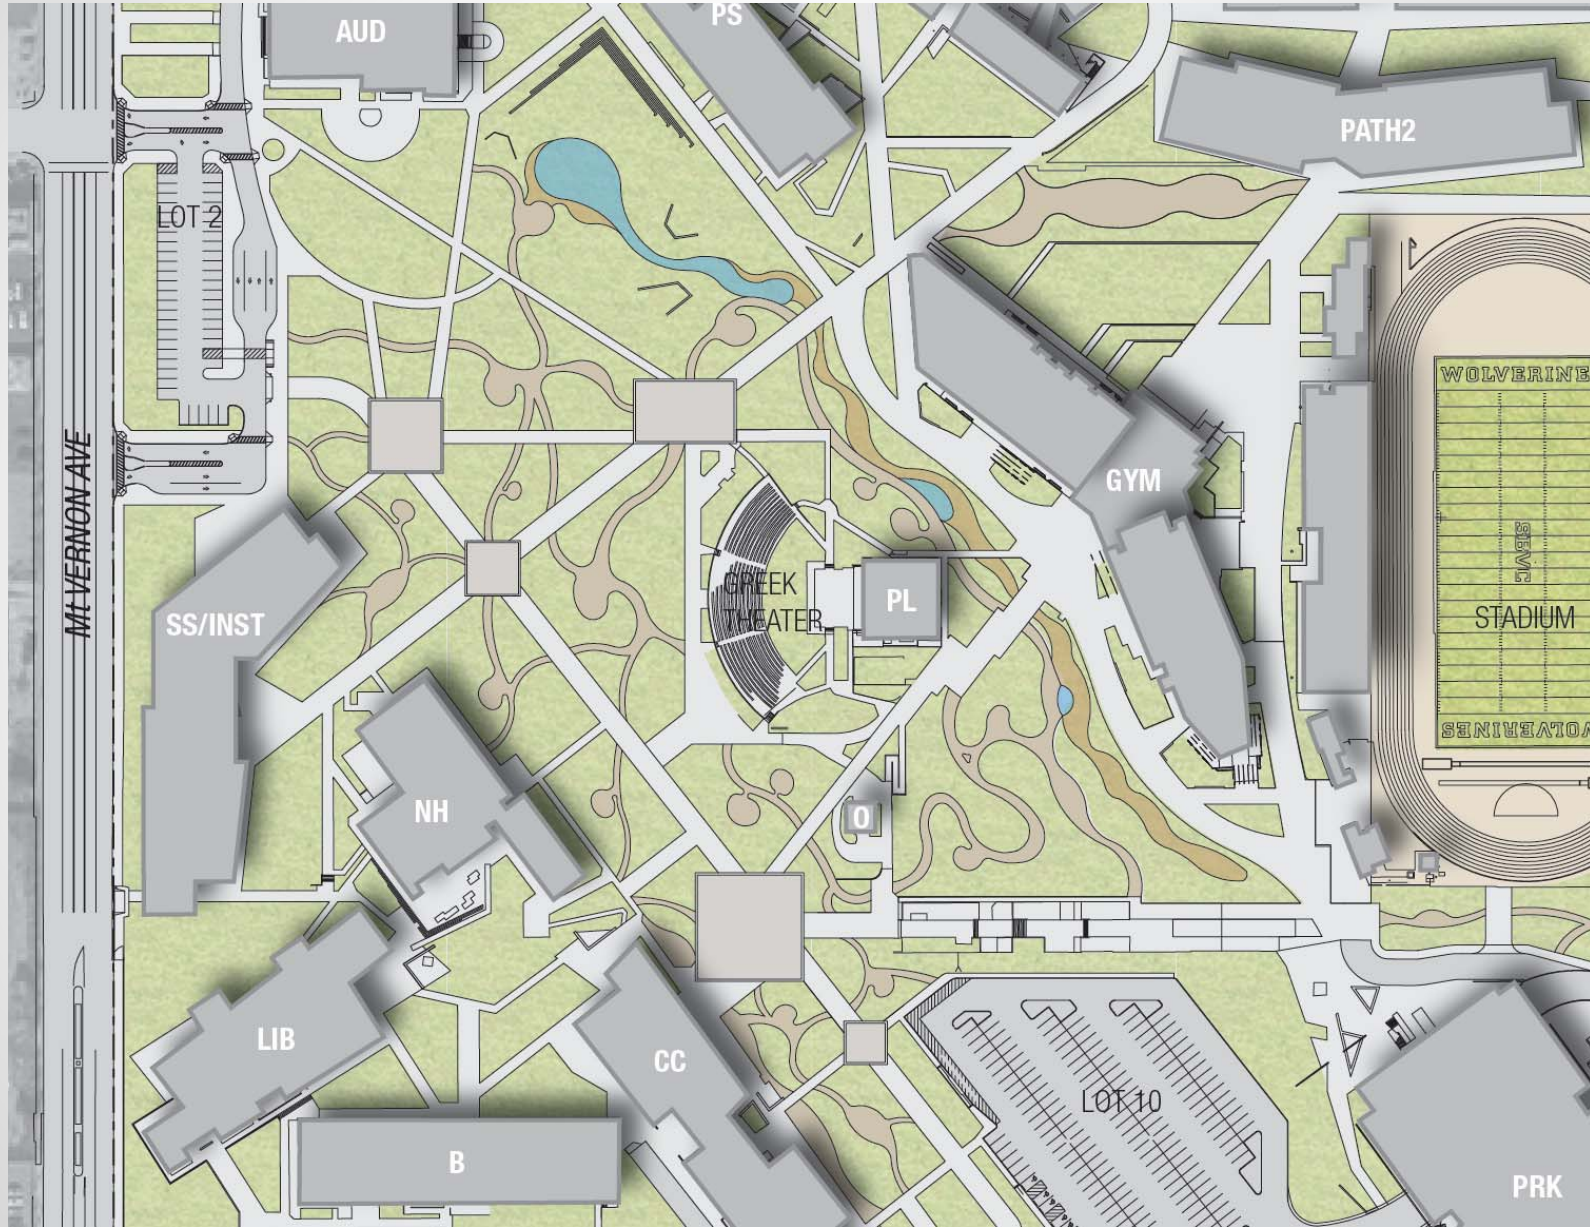 PS
AUD
PATH2
LOT 2
WOLVERINE
Mt VERNON AVE
GYM
SBVC
GREEK
THEATER
PL
SS/INST
STADIUM
WOLVERINES
NH
O
LIB
CC
LOT 10
B
PRK